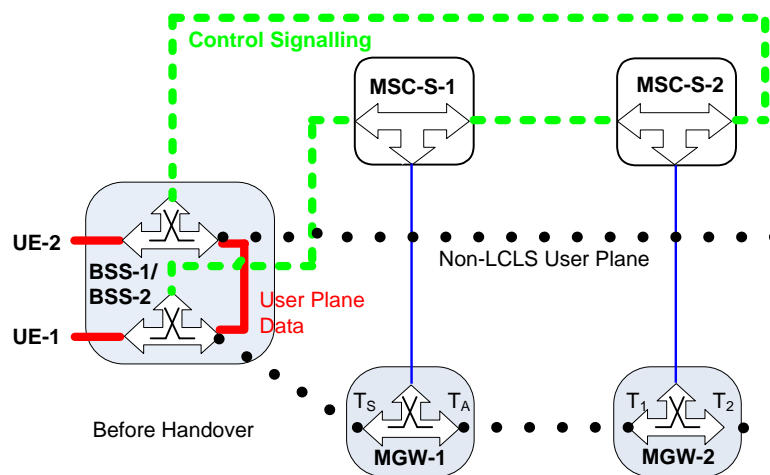 Control Signalling
MSC-S-1
MSC-S-2
UE-2
Non-LCLS User Plane
BSS-1/
BSS-2
User Plane
Data
UE-1
TS
TA
T1
T2
Before Handover
MGW-1
MGW-2